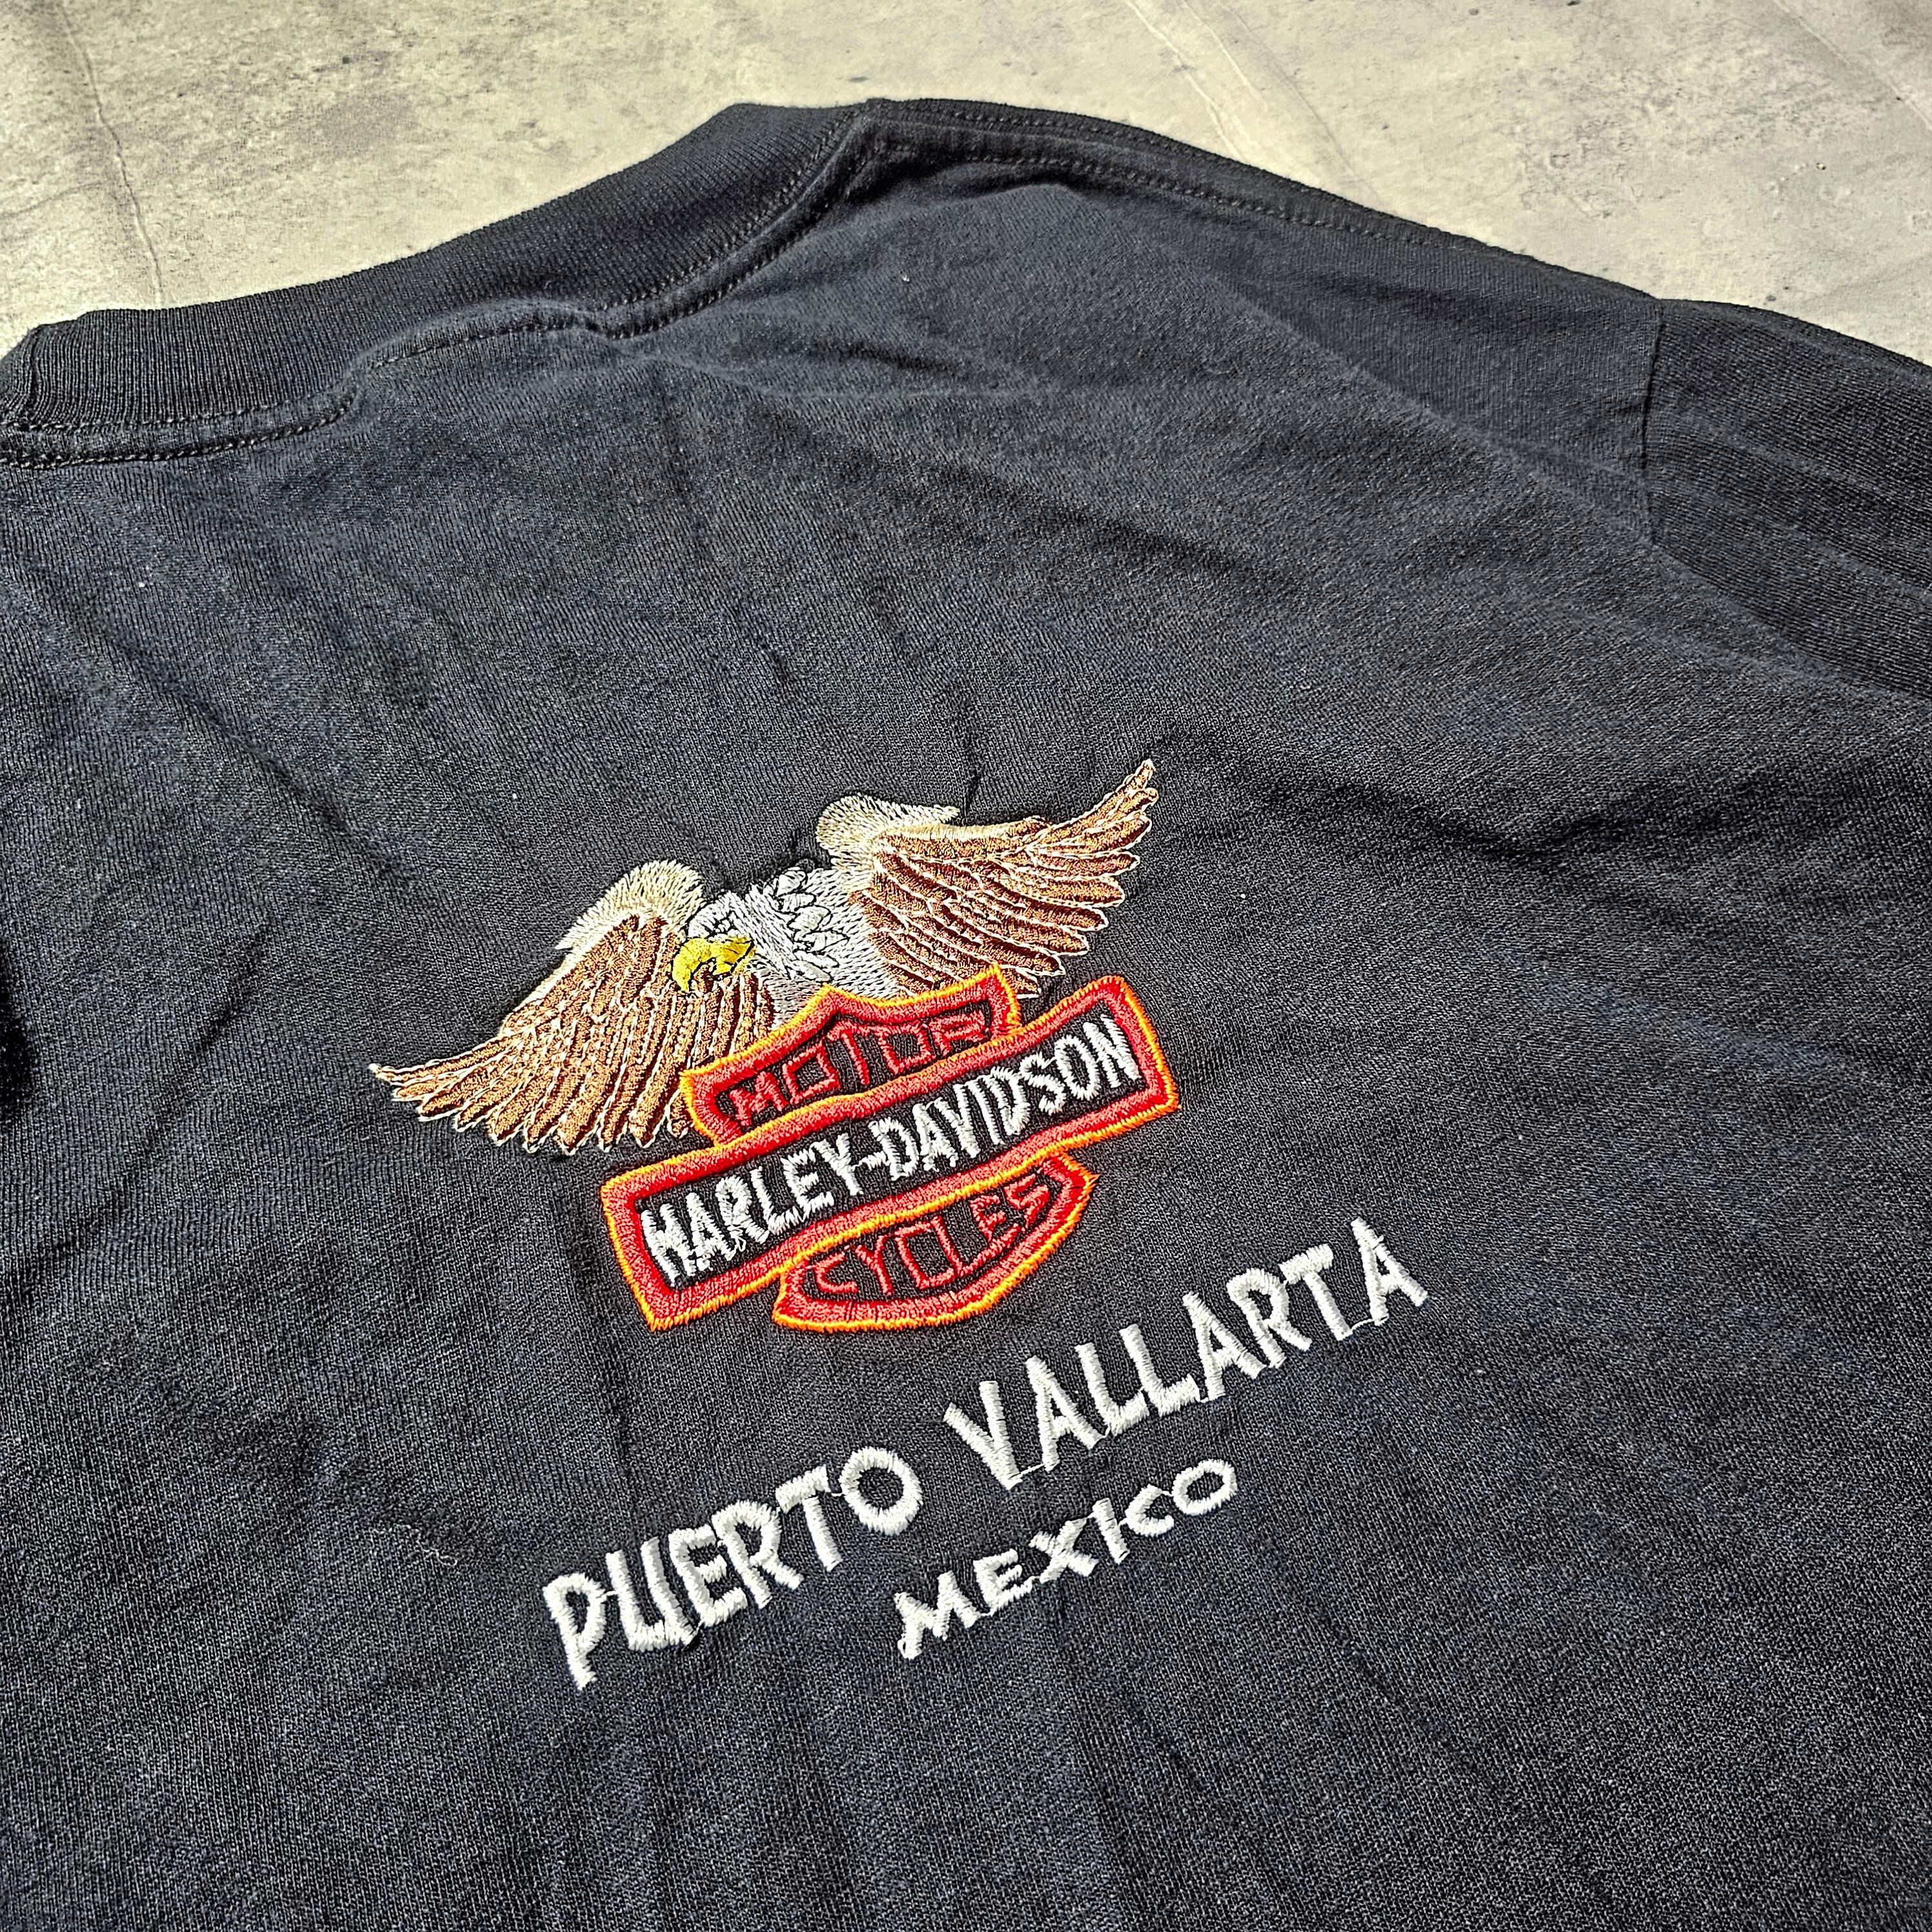 MOTOR
HARLEY-DAVIDSON
CYCLES
PUERTO VALLARTA
MEXICO